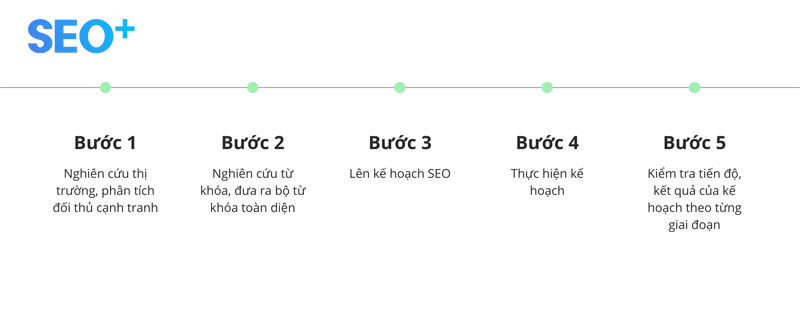 SEO+
Bước 1
Nghiên cứu thị
trường, phân tích
đối thủ cạnh tranh
Bước 2
Nghiên cứu từ
khóa, đưa ra bộ từ
khóa toàn diện
Bước 3
Lên kế hoạch SEO
Bước 4
Thực hiện kế
hoạch
Bước 5
Kiểm tra tiến độ,
kết quả của kế
hoạch theo từng
giai đoạn